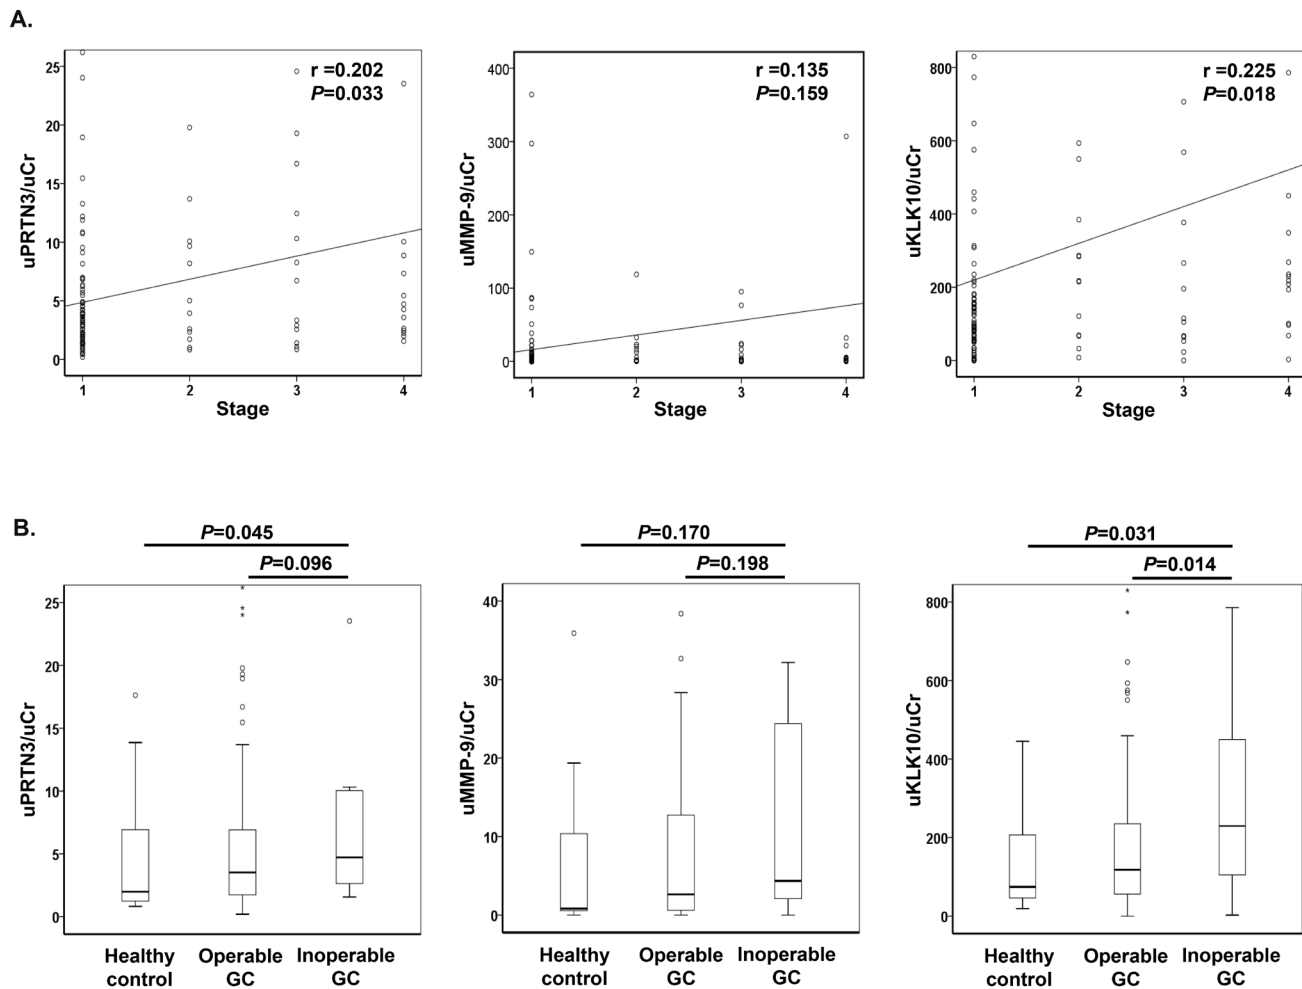 A.
r =0.202
P=0.033
uPRTN3/uCr
25
20
15
10
5
0
1 2 3 4
Stage
r =0.135
P=0.159
uMMP-9/uCr
400
300
200
100
0
1 2 3 4
Stage
r =0.225
P=0.018
uKLK10/uCr
800
600
400
200
0
1 2 3 4
Stage
B.
P=0.045
P=0.096
uPRTN3/uCr
25
20
15
10
5
0
Healthy Operable Inoperable
control GC GC
P=0.170
P=0.198
uMMP-9/uCr
40
30
20
10
0
Healthy Operable Inoperable
control GC GC
P=0.031
P=0.014
uKLK10/uCr
800
600
400
200
0
Healthy Operable Inoperable
control GC GC